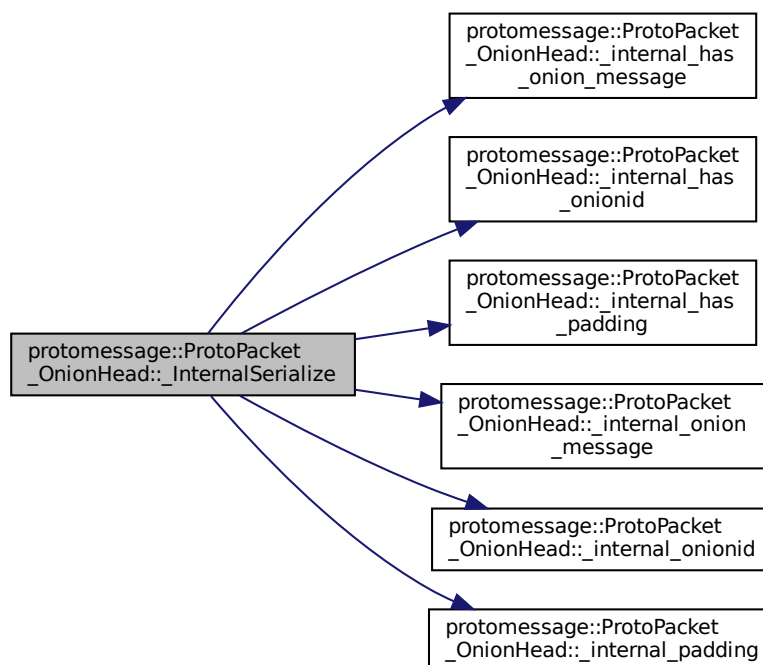 protomessage::ProtoPacket
_OnionHead::_internal_has
_onion_message
protomessage::ProtoPacket
_OnionHead::_internal_has
_onionid
protomessage::ProtoPacket
_OnionHead::_internal_has
_padding
protomessage::ProtoPacket
_OnionHead::_InternalSerialize
protomessage::ProtoPacket
_OnionHead::_internal_onion
_message
protomessage::ProtoPacket
_OnionHead::_internal_onionid
protomessage::ProtoPacket
_OnionHead::_internal_padding